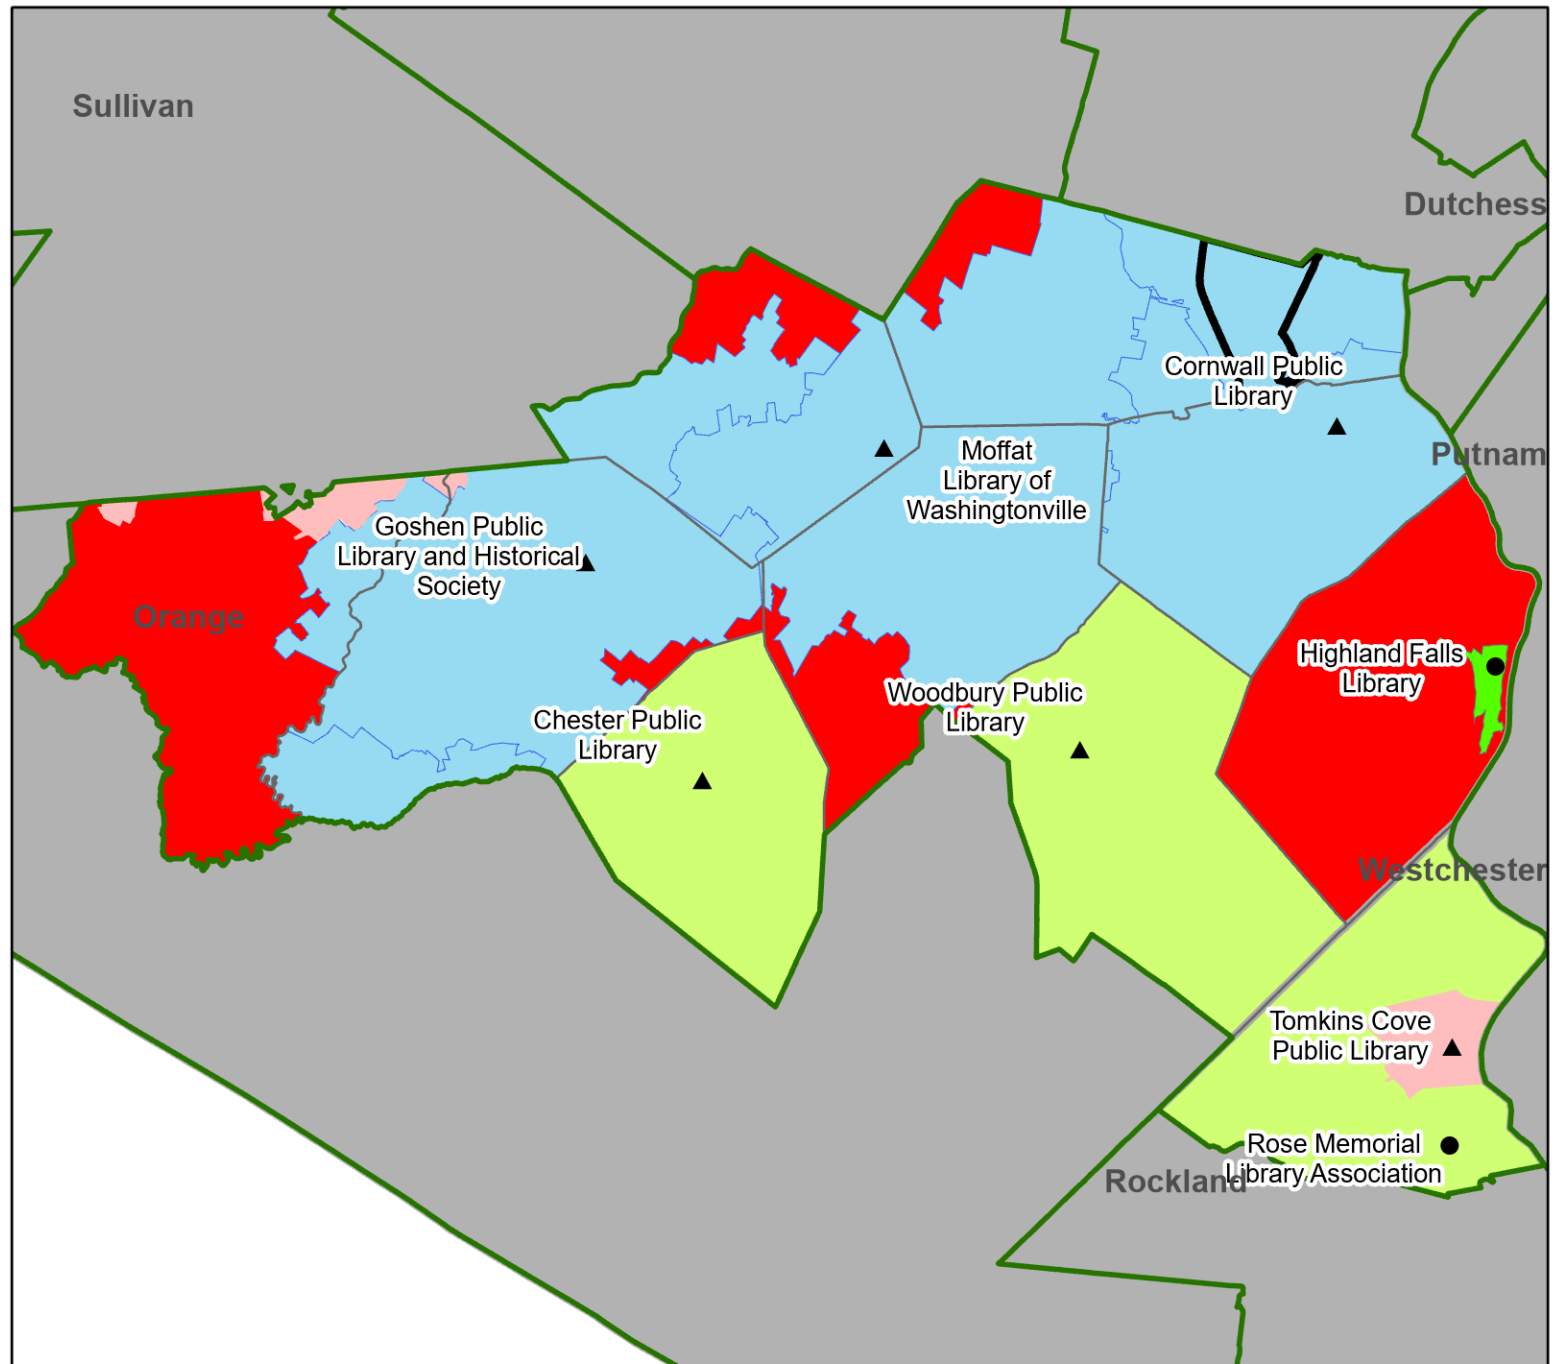 Sullivan
Dutchess
Cornwall Public
Library
Putnam
Moffat
Library of
Washingtonville
Goshen Public
Library and Historical
Society
Orange
Highland Falls
Library
Woodbury Public
Library
Chester Public
Library
Westchester
Tomkins Cove
Public Library
Rose Memorial
Library Association
Rockland